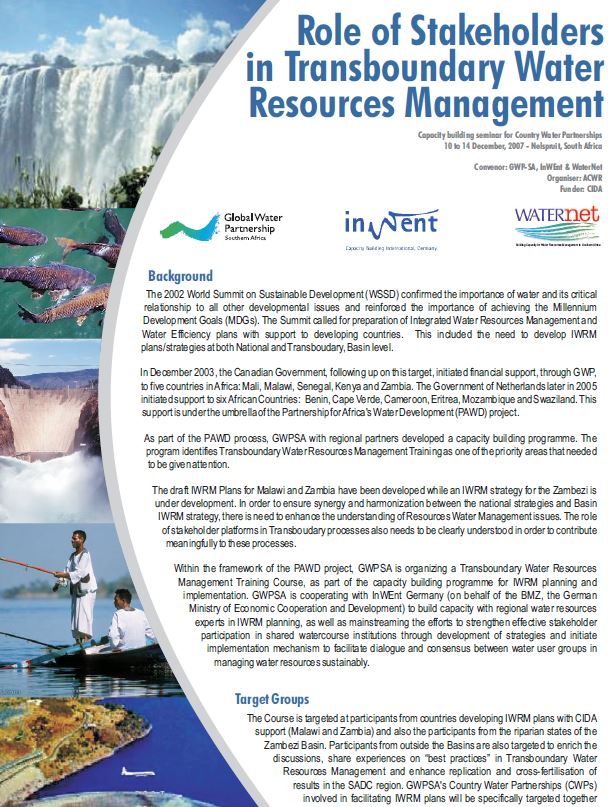 Role of Stakeholders
in Transboundary Water
Resources Management
Capacity building seminar for Country Water Partnerships
10 to 14 December, 2007 - Nelspruit, South Africa
Convenor: GWP-SA, InWEnt & WaterNet
Organiser: ACWR
Funder: CIDA
Global Water
Partnership
Southern Africa
inwent
Capacity Building International, Germany
WATERnet
Building Capacity for Water Resources Management in Southern Africa
Background
The 2002 World Summit on Sustainable Development (WSSD) confirmed the importance of water and its critical
relationship to all other developmental issues and reinforced the importance of achieving the Millennium
Development Goals (MDGs). The Summit called for preparation of Integrated Water Resources Management and
Water Efficiency plans with support to developing countries. This included the need to develop IWRM
plans/strategies at both National and Transboudary, Basin level.
In December 2003, the Canadian Government, following up on this target, initiated financial support, through GWP,
to five countries in Africa: Mali, Malawi, Senegal, Kenya and Zambia. The Government of Netherlands later in 2005
initiated support to six African Countries: Benin, Cape Verde, Cameroon, Eritrea, Mozambique and Swaziland. This
support is under the umbrella of the Partnership for Africa's Water Development (PAWD) project.
As part of the PAWD process, GWPSA with regional partners developed a capacity building programme. The
program identifies Transboundary Water Resources Management Training as one of the priority areas that needed
to be given attention.
The draft IWRM Plans for Malawi and Zambia have been developed while an IWRM strategy for the Zambezi is
under development. In order to ensure synergy and harmonization between the national strategies and Basin
IWRM strategy, there is need to enhance the understanding of Resources Water Management issues. The role
of stakeholder platforms in Transboudary processes also needs to be clearly understood in order to contribute
meaningfully to these processes.
Within the framework of the PAWD project, GWPSA is organizing a Transboundary Water Resources
Management Training Course, as part of the capacity building programme for IWRM planning and
implementation. GWPSA is cooperating with InWEnt Germany (on behalf of the BMZ, the German
Ministry of Economic Cooperation and Development) to build capacity with regional water resources
experts in IWRM planning, as well as mainstreaming the efforts to strengthen effective stakeholder
participation in shared watercourse institutions through development of strategies and initiate
implementation mechanism to facilitate dialogue and consensus between water user groups in
managing water resources sustainably.
Target Groups
The Course is targeted at participants from countries developing IWRM plans with CIDA
support (Malawi and Zambia) and also the participants from the riparian states of the
Zambezi Basin. Participants from outside the Basins are also targeted to enrich the
discussions, share experiences on "best practices" in Transboundary Water
Resources Management and enhance replication and cross-fertilisation of
results in the SADC region. GWPSA's Country Water Partnerships (CWPs)
involved in facilitating IWRM plans will be specifically targeted together